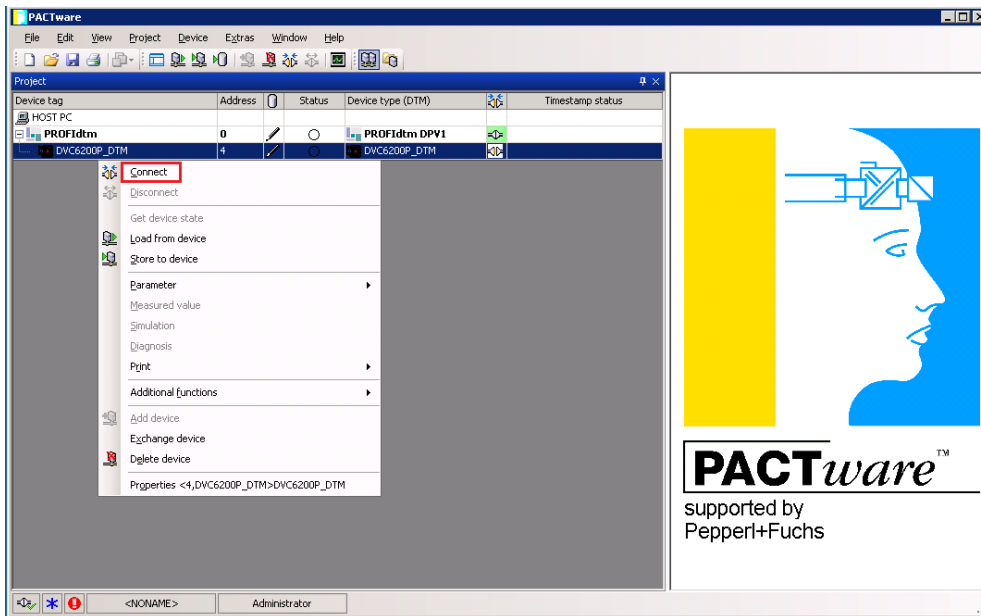 PACTware
File Edit View Project Device Extras Window Help
Project
Device tag Address Status Device type (DTM) Timestamp status
HOST PC
PROFIdtm 0 PROFIdtm DPV1
DVC6200P_DTM 4 DVC6200P_DTM
Connect
Disconnect
Get device state
Load from device
Store to device
Parameter
Measured value
Simulation
Diagnosis
Print
Additional functions
Add device
Exchange device
Delete device
Properties <4,DVC6200P_DTM>DVC6200P_DTM
PACTware™
supported by
Pepperl+Fuchs
<NONAME> Administrator